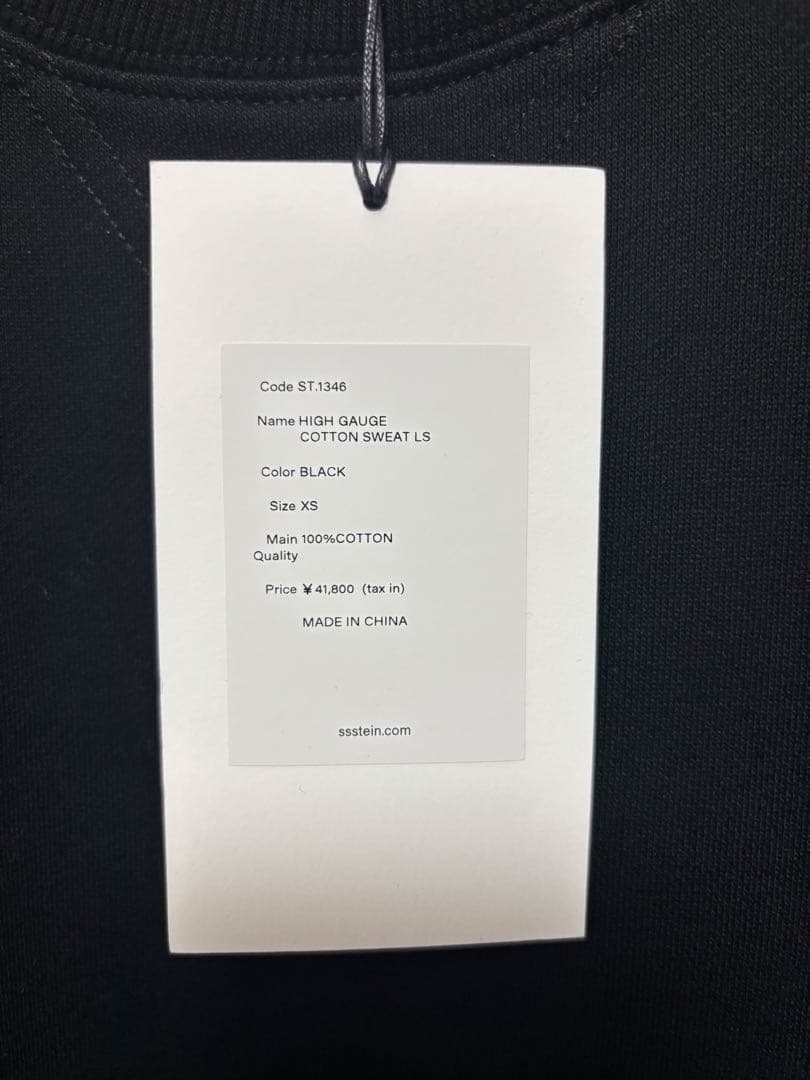 Code ST.1346
Name HIGH GAUGE
COTTON SWEAT LS
Color BLACK
Size XS
Main 100%COTTON
Quality
Price ¥41,800 (tax in)
MADE IN CHINA
ssstein.com